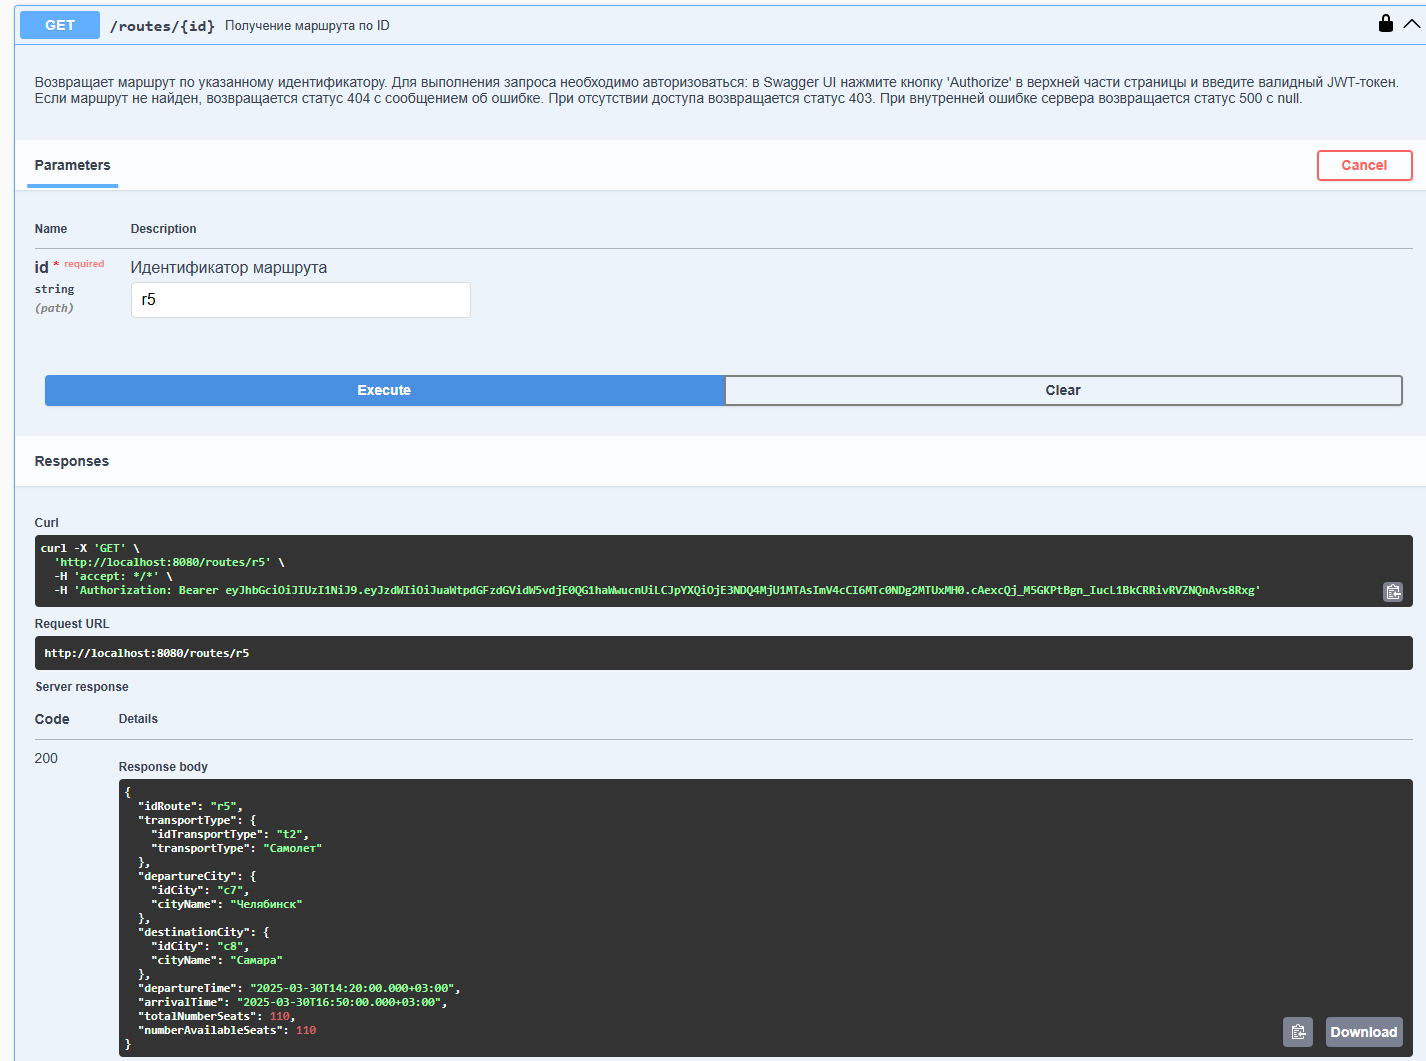 GET /routes/{id} Получение маршрута по ID
Возвращает маршрут по указанному идентификатору. Для выполнения запроса необходимо авторизоваться: в Swagger UI нажмите кнопку 'Authorize' в верхней части страницы и введите валидный JWT-токен.
Если маршрут не найден, возвращается статус 404 с сообщением об ошибке. При отсутствии доступа возвращается статус 403. При внутренней ошибке сервера возвращается статус 500 с null.
Parameters
Cancel
Name Description
id * required
string
(path)
Идентификатор маршрута
r5
Execute
Clear
Responses
Curl
curl -X 'GET' \
'http://localhost:8080/routes/r5' \
-H 'accept: */*' \
-H 'Authorization: Bearer eyJhbGciOiJIUzI1NiJ9.eyJzdWIiOiJuaWtpdGFzdGVidW5vdjE0QG1haWwucnUiLCJpYXQiOjE3NDQ4MjU1MTAsImV4cCI6MTc0NDg2MTUxMH0.cAexcQj_M5GKPtBgn_IucL1BkCRRivRVZNQnAvs8Rxg'
Request URL
http://localhost:8080/routes/r5
Server response
Code Details
200
Response body
{
"idRoute": "r5",
"transportType": {
"idTransportType": "t2",
"transportType": "Самолет"
},
"departureCity": {
"idCity": "c7",
"cityName": "Челябинск"
},
"destinationCity": {
"idCity": "c8",
"cityName": "Самара"
},
"departureTime": "2025-03-30T14:20:00.000+03:00",
"arrivalTime": "2025-03-30T16:50:00.000+03:00",
"totalNumberSeats": 110,
"numberAvailableSeats": 110
}
Download